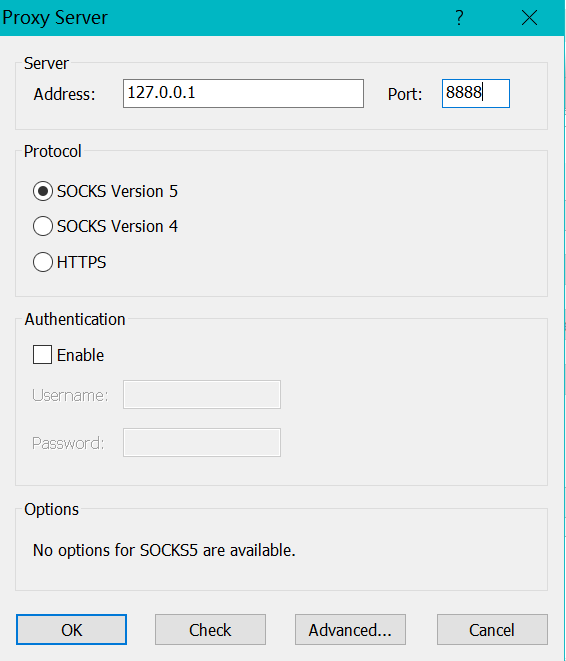 Proxy Server ?
Server
Address: 127.0.0.1 Port: 8888
Protocol
SOCKS Version 5
SOCKS Version 4
HTTPS
Authentication
Enable
Username:
Password:
Options
No options for SOCKS5 are available.
OK Check Advanced... Cancel